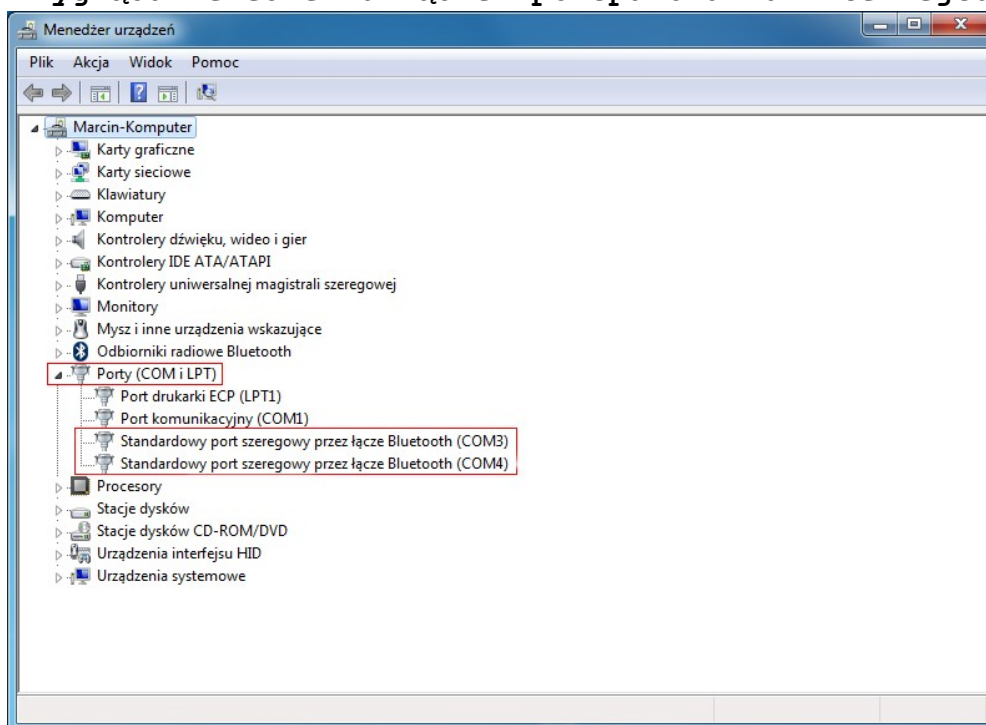 Menedżer urządzeń
Plik Akcja Widok Pomoc
Marcin-Komputer
Karty graficzne
Karty sieciowe
Klawiatury
Komputer
Kontrolery dźwięku, wideo i gier
Kontrolery IDE ATA/ATAPI
Kontrolery uniwersalnej magistrali szeregowej
Monitory
Mysz i inne urządzenia wskazujące
Odbiorniki radiowe Bluetooth
Porty (COM i LPT)
Port drukarki ECP (LPT1)
Port komunikacyjny (COM1)
Standardowy port szeregowy przez łącze Bluetooth (COM3)
Standardowy port szeregowy przez łącze Bluetooth (COM4)
Procesory
Stacje dysków
Stacje dysków CD-ROM/DVD
Urządzenia interfejsu HID
Urządzenia systemowe